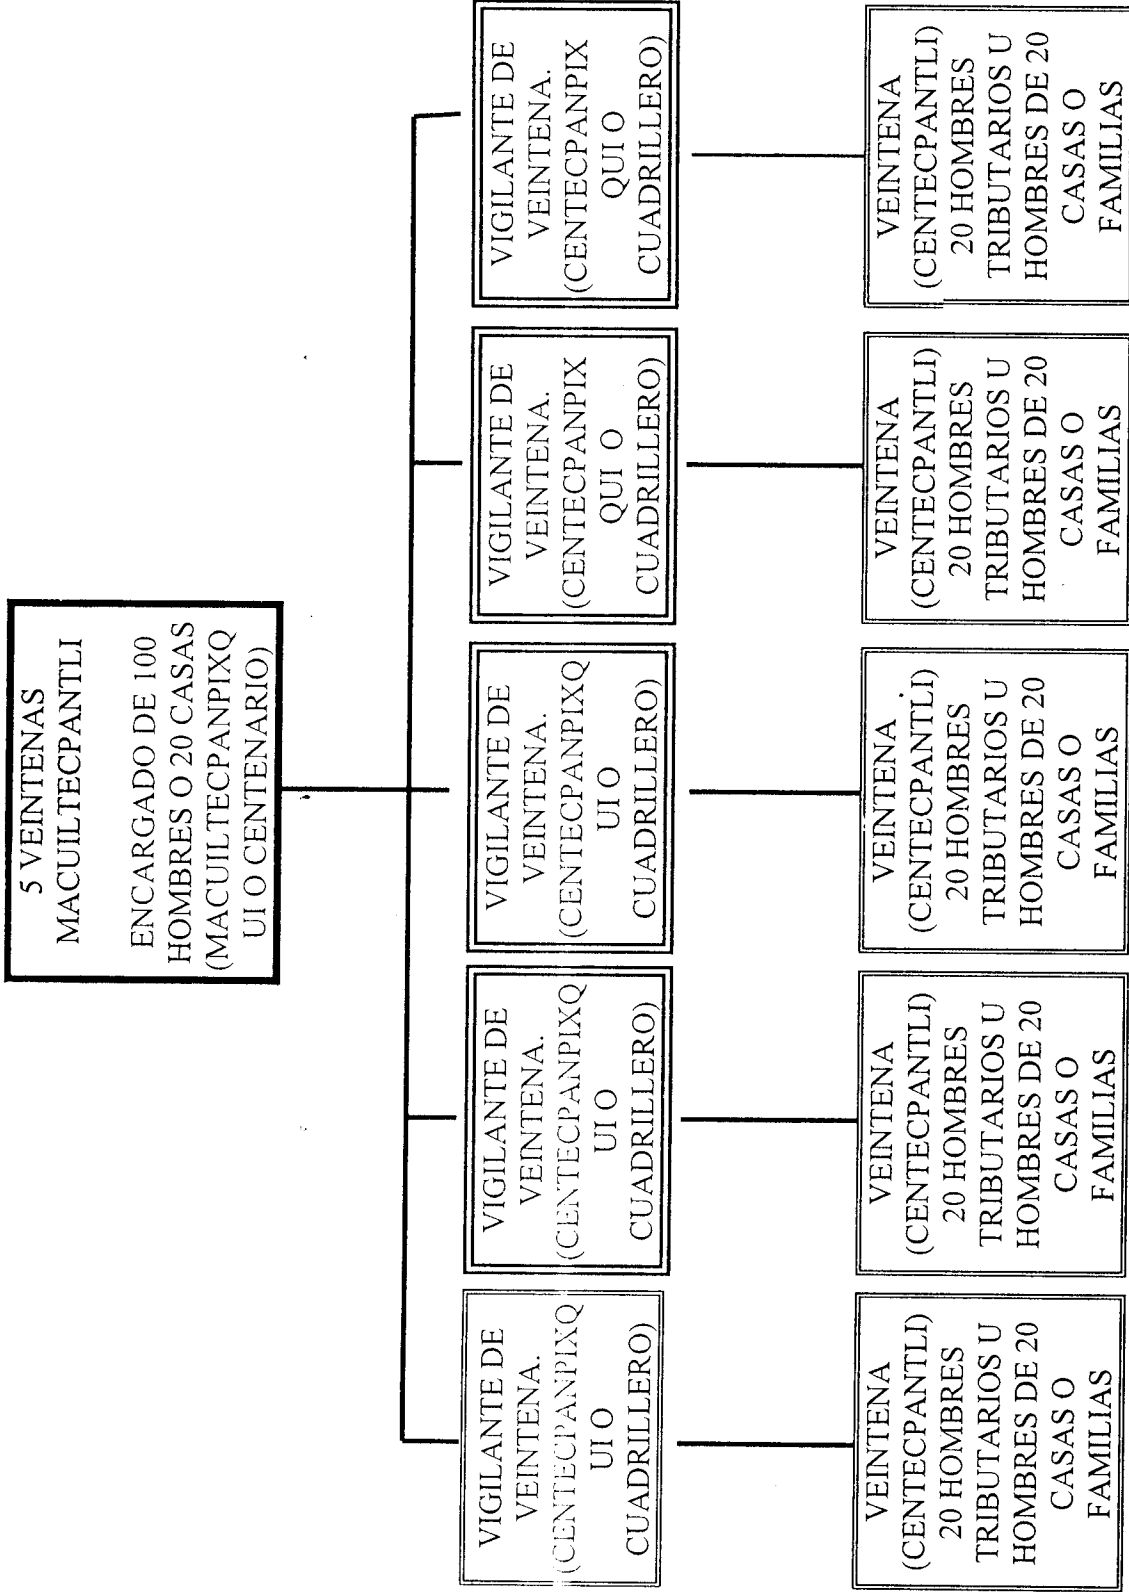 5 VEINTENAS
MACUILTECPANTLI
ENCARGADO DE 100
HOMBRES O 20 CASAS
(MACUILTECPANPIXQ
UI O CENTENARIO)
VIGILANTE DE
VEINTENA.
(CENTECPANPIXQ
UI O
CUADRILLERO)
VIGILANTE DE
VEINTENA.
(CENTECPANPIXQ
UI O
CUADRILLERO)
VIGILANTE DE
VEINTENA.
(CENTECPANPIXQ
UI O
CUADRILLERO)
VIGILANTE DE
VEINTENA.
(CENTECPANPIX
QUI O
CUADRILLERO)
VIGILANTE DE
VEINTENA.
(CENTECPANPIX
QUI O
CUADRILLERO)
VEINTENA
(CENTECPANTLI)
20 HOMBRES
TRIBUTARIOS U
HOMBRES DE 20
CASAS O
FAMILIAS
VEINTENA
(CENTECPANTLI)
20 HOMBRES
TRIBUTARIOS U
HOMBRES DE 20
CASAS O
FAMILIAS
VEINTENA
(CENTECPANTLI)
20 HOMBRES
TRIBUTARIOS U
HOMBRES DE 20
CASAS O
FAMILIAS
VEINTENA
(CENTECPANTLI)
20 HOMBRES
TRIBUTARIOS U
HOMBRES DE 20
CASAS O
FAMILIAS
VEINTENA
(CENTECPANTLI)
20 HOMBRES
TRIBUTARIOS U
HOMBRES DE 20
CASAS O
FAMILIAS